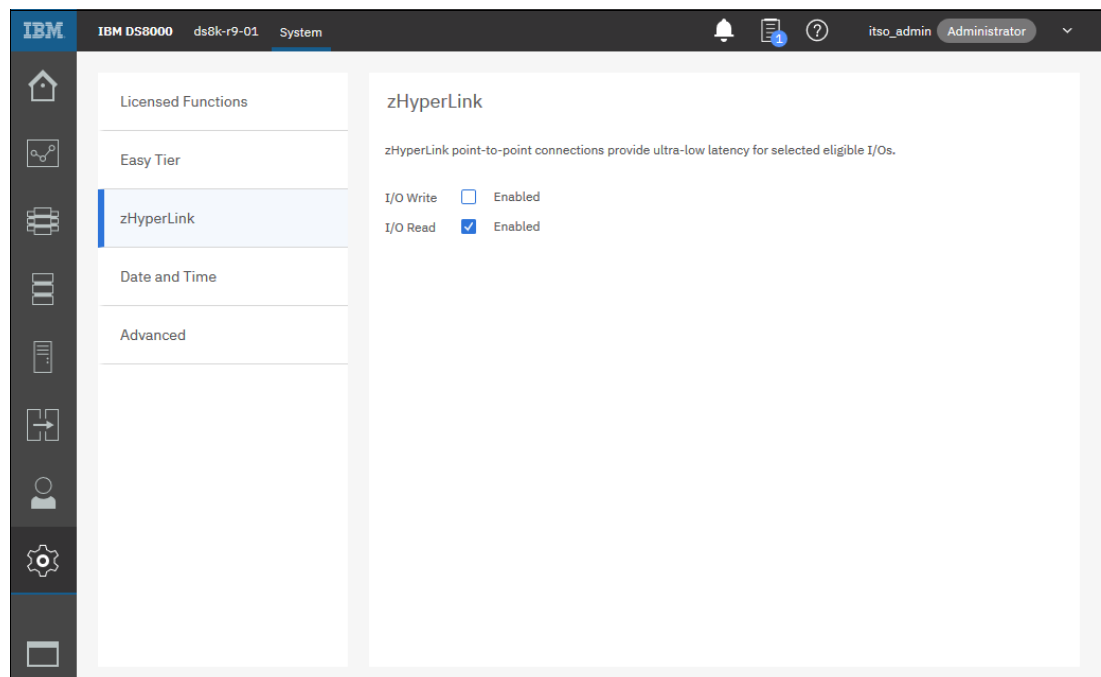 IBM IBM DS8000 ds8k-r9-01 System 1 ? itso_admin Administrator
Licensed Functions
Easy Tier
zHyperLink
Date and Time
Advanced
zHyperLink
zHyperLink point-to-point connections provide ultra-low latency for selected eligible I/Os.
I/O Write Enabled
I/O Read Enabled